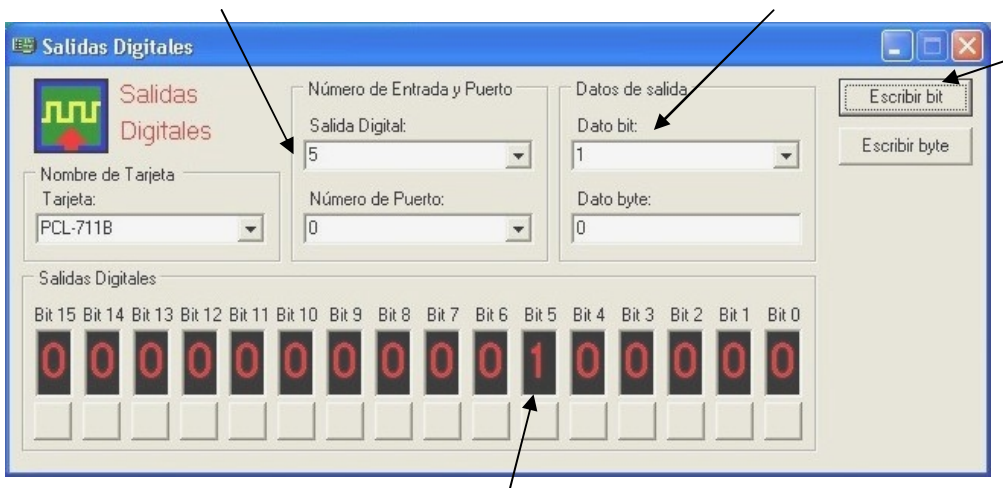 Salidas Digitales
Salidas
Digitales
Nombre de Tarjeta
Tarjeta:
PCL-711B
Número de Entrada y Puerto
Salida Digital:
5
Número de Puerto:
0
Datos de salida
Dato bit:
1
Dato byte:
0
Escribir bit
Escribir byte
Salidas Digitales
Bit 15 Bit 14 Bit 13 Bit 12 Bit 11 Bit 10 Bit 9 Bit 8 Bit 7 Bit 6 Bit 5 Bit 4 Bit 3 Bit 2 Bit 1 Bit 0
0 0 0 0 0 0 0 0 0 0 1 0 0 0 0 0